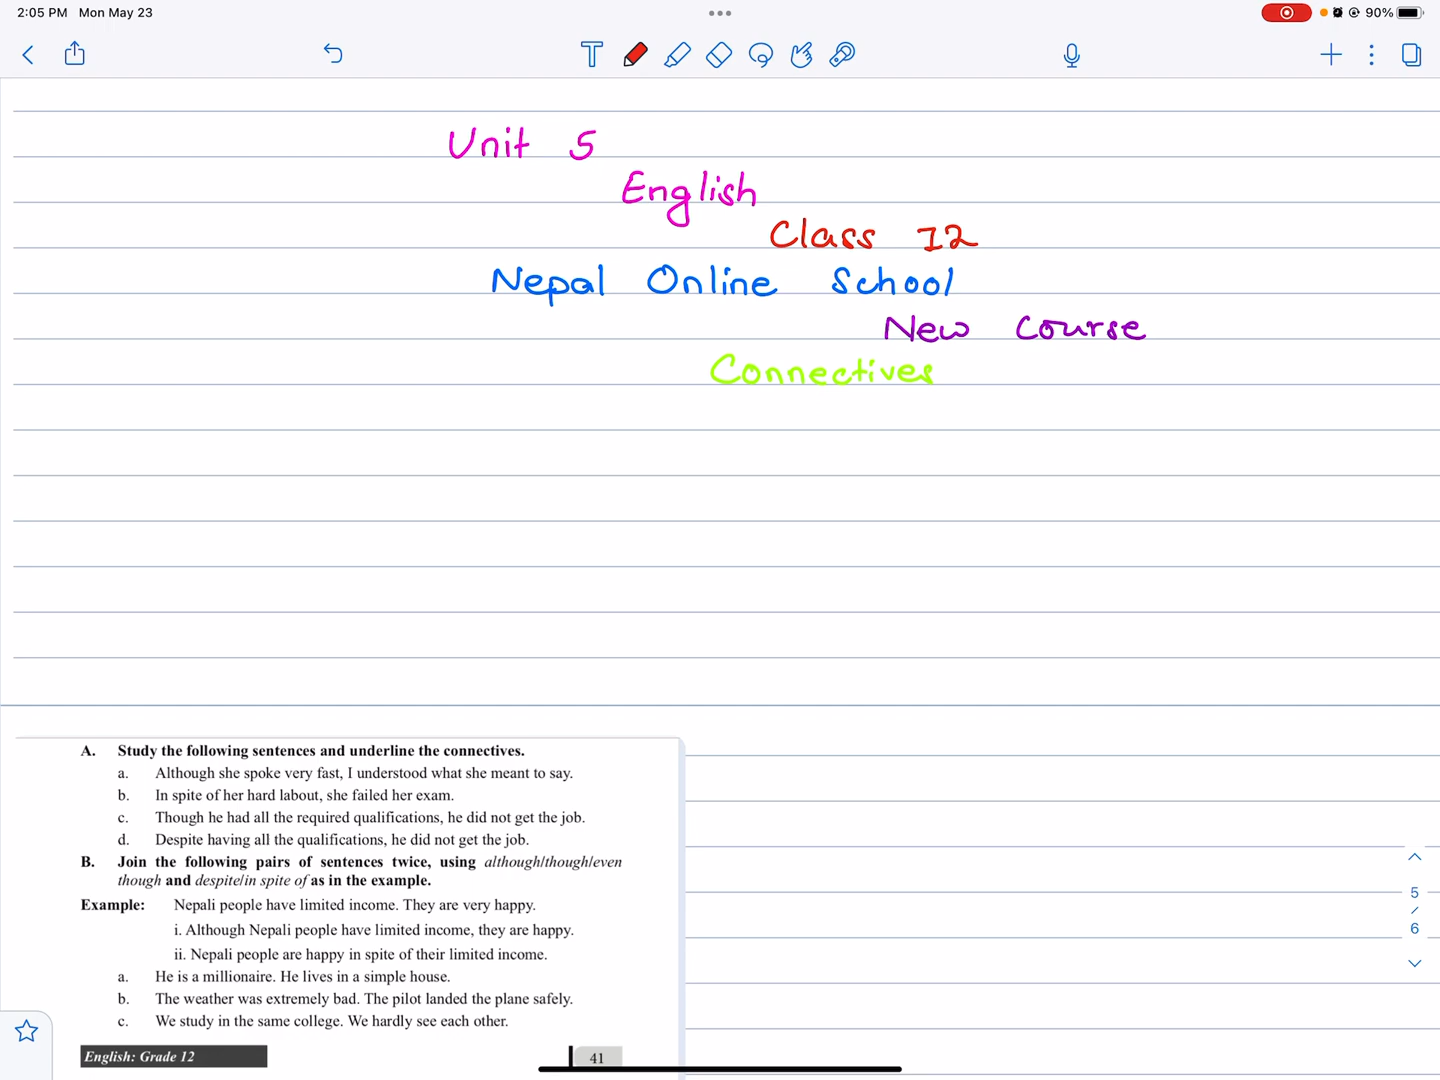 2:05 PM Mon May 23
90%
Unit 5
English
Class 12
Nepal Online School
New Course
Connectives
A. Study the following sentences and underline the connectives.
a. Although she spoke very fast, I understood what she meant to say.
b. In spite of her hard labout, she failed her exam.
c. Though he had all the required qualifications, he did not get the job.
d. Despite having all the qualifications, he did not get the job.
B. Join the following pairs of sentences twice, using although/though/even
though and despite/in spite of as in the example.
Example: Nepali people have limited income. They are very happy.
i. Although Nepali people have limited income, they are happy.
ii. Nepali people are happy in spite of their limited income.
a. He is a millionaire. He lives in a simple house.
b. The weather was extremely bad. The pilot landed the plane safely.
c. We study in the same college. We hardly see each other.
English: Grade 12 41
5
/
6